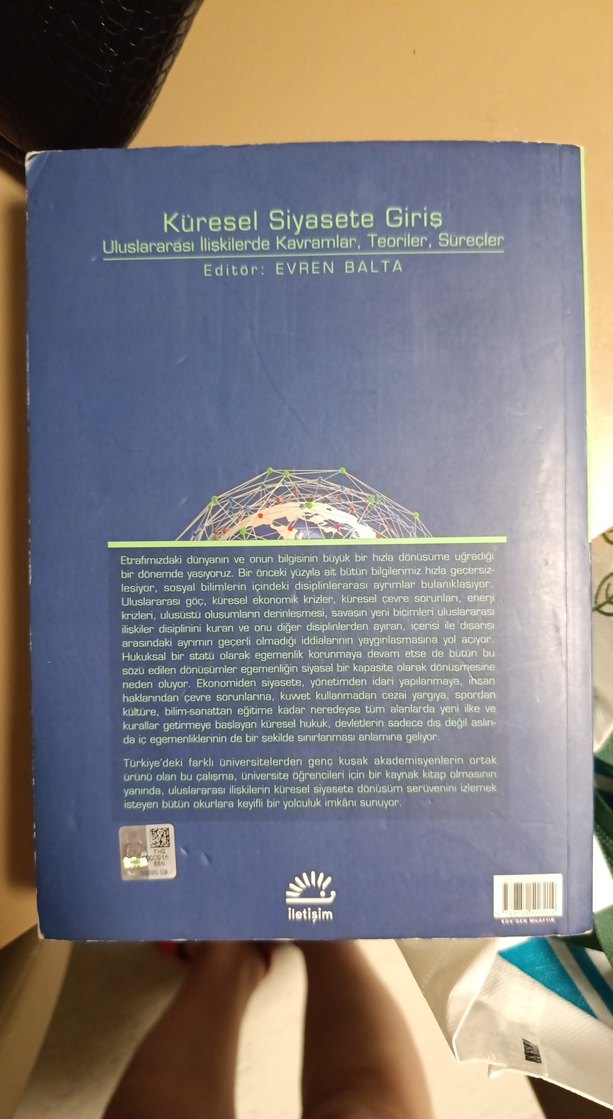 Küresel Siyasete Giriş
Uluslararası İlişkilerde Kavramlar, Teoriler, Süreçler
Editör: EVREN BALTA
Etrafımızdaki dünyanın ve onun bilgisinin büyük bir hızla dönüşüme uğradığı
bir dönemde yaşıyoruz. Bir önceki yüzyıla ait bütün bilgilerimiz hızla geçersiz-
leşiyor, sosyal bilimlerin içindeki disiplinlerarası ayrımlar bulanıklaşıyor.
Uluslararası göç, küresel ekonomik krizler, küresel çevre sorunları, enerji
krizleri, ulusüstü oluşumların derinleşmesi, savaşın yeni biçimleri uluslararası
ilişkiler disiplinini kuran ve onu diğer disiplinlerden ayıran, içerisi ile dışarısı
arasındaki ayrımın geçerli olmadığı iddialarının yaygınlaşmasına yol açıyor.
Hukuksal bir statü olarak egemenlik korunmaya devam etse de bütün bu
sözü edilen dönüşümler egemenliğin siyasal bir kapasite olarak dönüşmesine
neden oluyor. Ekonomiden siyasete, yönetimden idari yapılanmaya, insan
haklarından çevre sorunlarına, kuvvet kullanmadan cezai yargıya, spordan
kültüre, bilim-sanattan eğitime kadar neredeyse tüm alanlarda yeni ilke ve
kurallar getirmeye başlayan küresel hukuk, devletlerin sadece dış değil aslın-
da iç egemenliklerinin de bir şekilde sınırlanması anlamına geliyor.
Türkiye'deki farklı üniversitelerden genç kuşak akademisyenlerin ortak
ürünü olan bu çalışma, üniversite öğrencileri için bir kaynak kitap olmasının
yanında, uluslararası ilişkilerin küresel siyasete dönüşüm serüvenini izlemek
isteyen bütün okurlara keyifli bir yolculuk imkânı sunuyor.
iletişim
KDV'DEN MUAFTIR